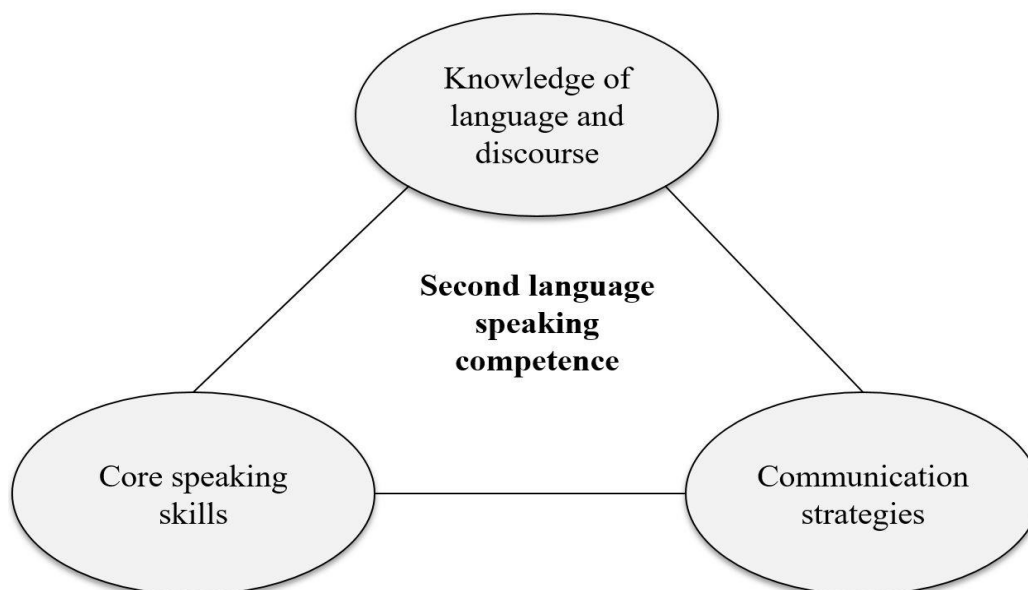 Knowledge of
language and
discourse
Second language
speaking
competence
Core speaking
skills
Communication
strategies